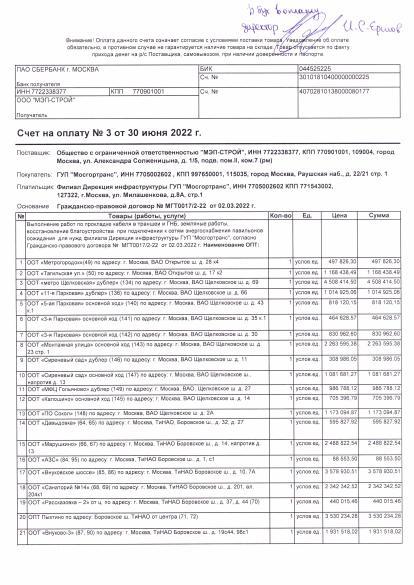 в бух. в оплату
директор И.С. Ершов
Внимание! Оплата данного счета означает согласие с условиями поставки товара. Уведомление об оплате
обязательно, в противном случае не гарантируется наличие товара на складе. Товар отпускается по факту
прихода денег на р/с Поставщика, самовывозом, при наличии доверенности и паспорта.
ПАО СБЕРБАНК г. МОСКВА БИК 044525225
Сч. № 30101810400000000225
Банк получателя
ИНН 7722338377 КПП 770901001 Сч. № 40702810138000080177
ООО "МЭП-СТРОЙ"
Получатель
Счет на оплату № 3 от 30 июня 2022 г.
Поставщик: Общество с ограниченной ответственностью "МЭП-СТРОЙ", ИНН 7722338377, КПП 770901001, 109004, город
Москва, ул. Александра Солженицына, д. 1/5, подв. пом.II, ком.7 (рм)
Покупатель: ГУП "Мосгортранс", ИНН 7705002602, КПП 997650001, 115035, город Москва, Раушская наб., д. 22/21 стр. 1
Плательщик: Филиал Дирекция инфраструктуры ГУП "Мосгортранс", ИНН 7705002602 КПП 771543002,
127322, г.Москва, ул. Милашенкова, д.8А, стр.1
Основание Гражданско-правовой договор № МГТ0017/2-22 от 02.03.2022 г.
№ Товары (работы, услуги) Кол-во Ед. Цена Сумма
Выполнение работ по прокладке кабеля в траншее и ГНБ, земляные работы,
восстановление благоустройства при подключении к сетям энергоснабжения павильонов
ожидания для нужд филиала Дирекция инфраструктуры ГУП "Мосгортранс", согласно
Гражданско-правового договора № МГТ0017/2-22 от 02.03.2022 г. Наименование ОПТ:
1 ООТ «Метрогородок»(49) по адресу: г. Москва, ВАО Открытое ш. д. 28 к4 1 услов ед. 497 826,30 497 826,30
2 ООТ «Тагильская ул.» (50) по адресу: г. Москва, ВАО Открытое ш. д. 17 к2 1 услов ед. 1 168 438,49 1 168 438,49
3 ООТ «метро Щелковская» дублер» (134) по адресу: г. Москва, ВАО Щелковское ш. д. 69 1 услов ед. 4 508 414,50 4 508 414,50
4 ООТ «11-я Парковая» дублер» (136) по адресу: г. Москва, ВАО Щелковское ш. д. 66 1 услов ед. 1 014 925,06 1 014 925,06
5 ООТ «5-ая Парковая» основной ход» (140) по адресу: г. Москва, ВАО Щелковское ш. д. 43
к.1 1 услов ед. 818 120,15 818 120,15
6 ООТ «3-я Парковая» основной ход (141) по адресу: г. Москва, ВАО Щелковское ш. д. 35 к.1 1 услов ед. 464 628,57 464 628,57
7 ООТ «3-я Парковая» основной ход (142) по адресу: г. Москва, ВАО Щелковское ш. д. 30 1 услов ед. 830 962,60 830 962,60
8 ООТ «Монтажная улица» основной ход (143) по адресу: г. Москва, ВАО Щелковское ш. д.
23 стр. 1 1 услов ед. 2 263 595,38 2 263 595,38
9 ООТ «Сиреневый сад» дублер (146) по адресу: г. Москва, ВАО Щелковское ш. д. 11 1 услов ед. 308 986,05 308 986,05
10 ООТ «Сиреневый сад» основной ход (147) по адресу: г. Москва, ВАО Щелковское ш.,
напротив д. 13 1 услов ед. 1 081 681,27 1 081 681,27
11 ООТ «МКЦ Гольяново» дублер (149) по адресу: г. Москва, ВАО. Щелковское ш. д. 27 1 услов ед. 986 788,12 986 788,12
12 ООТ «Капошино» основной ход (145) по адресу: г. Москва, ВАО Щелковское ш. д. 14 1 услов ед. 705 396,79 705 396,79
13 ООТ «ПО Сокол» (148) по адресу: г. Москва, ВАО Щелковское ш. д. 2А 1 услов ед. 1 173 094,87 1 173 094,87
14 ООТ «Давыдовка» (64, 65) по адресу: г. Москва, ТиНАО, Боровское ш., д. 32, д. 27 1 услов ед. 595 827,92 595 827,92
15 ООТ «Марушкино» (66, 67) по адресу: г. Москва, ТиНАО Боровское ш., д. 14, напротив д.
13 1 услов ед. 2 488 822,54 2 488 822,54
16 ООТ «АЗС» (84, 95) по адресу: г. Москва, ТиНАО Боровское ш., д. 1, с1 1 услов ед. 88 553,50 88 553,50
17 ООТ «Внуковское шоссе» (85, 86) по адресу: г. Москва, ТиНАО Боровское ш., д. 10, 7А 1 услов ед. 3 578 930,51 3 578 930,51
18 ООТ «Санаторий №14» (68, 69) по адресу: г. Москва, ТиНАО Боровское ш., д. 201, вл.
204к1 1 услов ед. 2 342 342,52 2 342 342,52
19 ООТ «Рассказовка – 2» от ц. по адресу: г. Москва, ТиНАО Боровское ш., д. 37, д. 44 (70) 1 услов ед. 440 015,46 440 015,46
20 ОПТ Пыхтино по адресу: Боровское ш. ТиНАО от центра (71, 72) 1 услов ед. 3 530 234,28 3 530 234,28
21 ООТ «Внуково-3» (87, 90) по адресу: г. Москва, ТиНАО Боровское ш., д. 19с44, 98с1 1 услов ед. 1 931 518,02 1 931 518,02